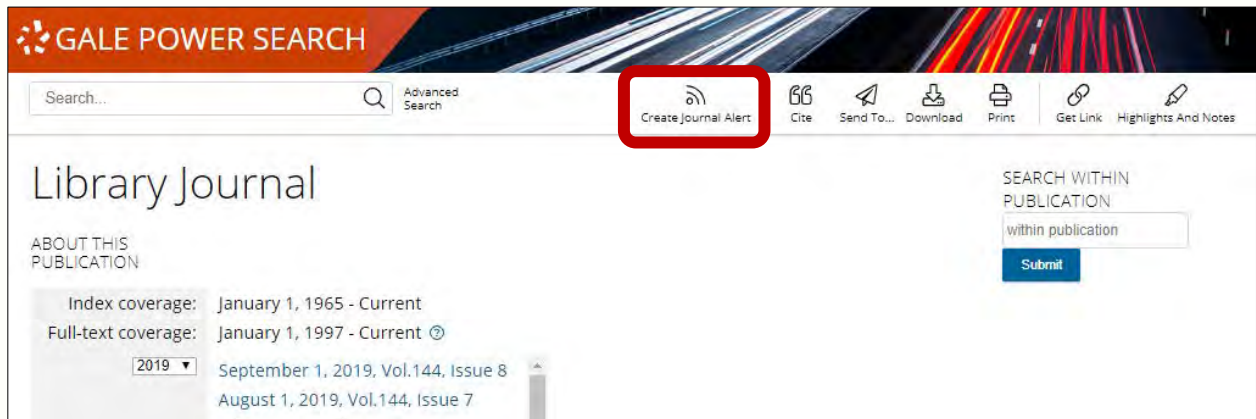 GALE POWER SEARCH
Search...
Advanced
Search
Create Journal Alert
Cite
Send To...
Download
Print
Get Link
Highlights And Notes
Library Journal
SEARCH WITHIN
PUBLICATION
within publication
Submit
ABOUT THIS
PUBLICATION
Index coverage: January 1, 1965 - Current
Full-text coverage: January 1, 1997 - Current ?
2019 ▼ September 1, 2019, Vol.144, Issue 8
August 1, 2019, Vol.144, Issue 7